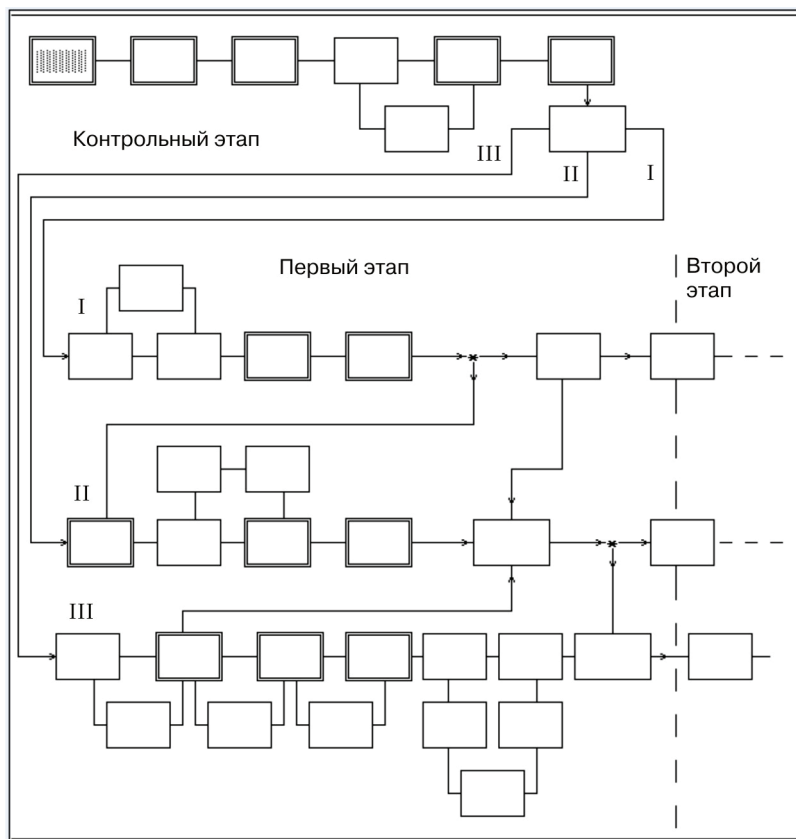 Контрольный этап
III
II
I
Первый этап
Второй
этап
I
II
III